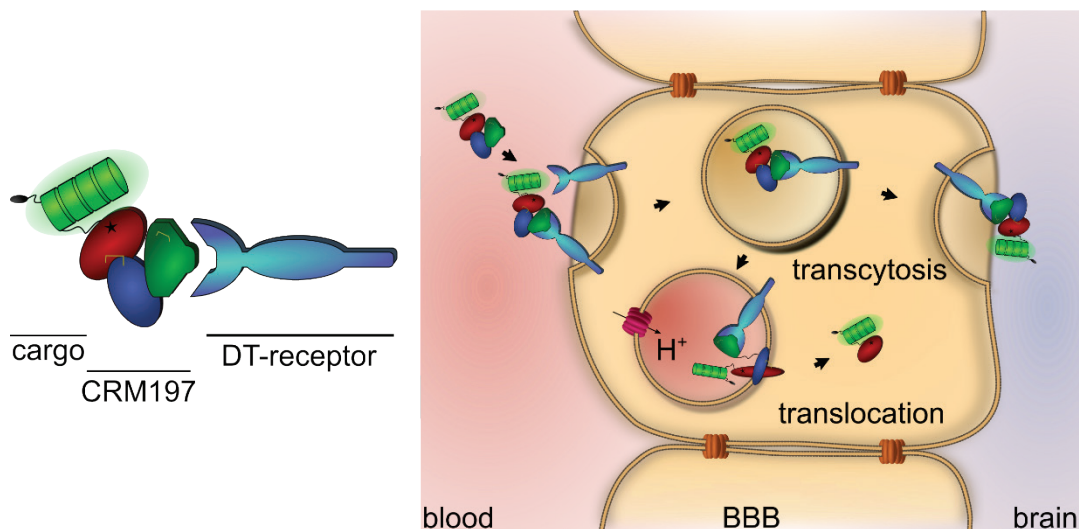 cargo
CRM197
DT-receptor
transcytosis
H⁺
translocation
blood
BBB
brain